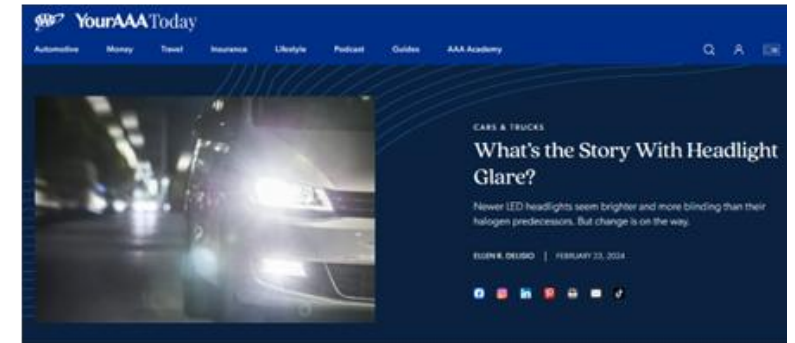 AAA YourAAA Today
Automotive Money Travel Insurance Lifestyle Podcast Guides AAA Academy
CARS & TRUCKS
What's the Story With Headlight
Glare?
Newer LED headlights seem brighter and more blinding than their
halogen predecessors. But change is on the way.
ELLEN R. DELISIO | FEBRUARY 23, 2024